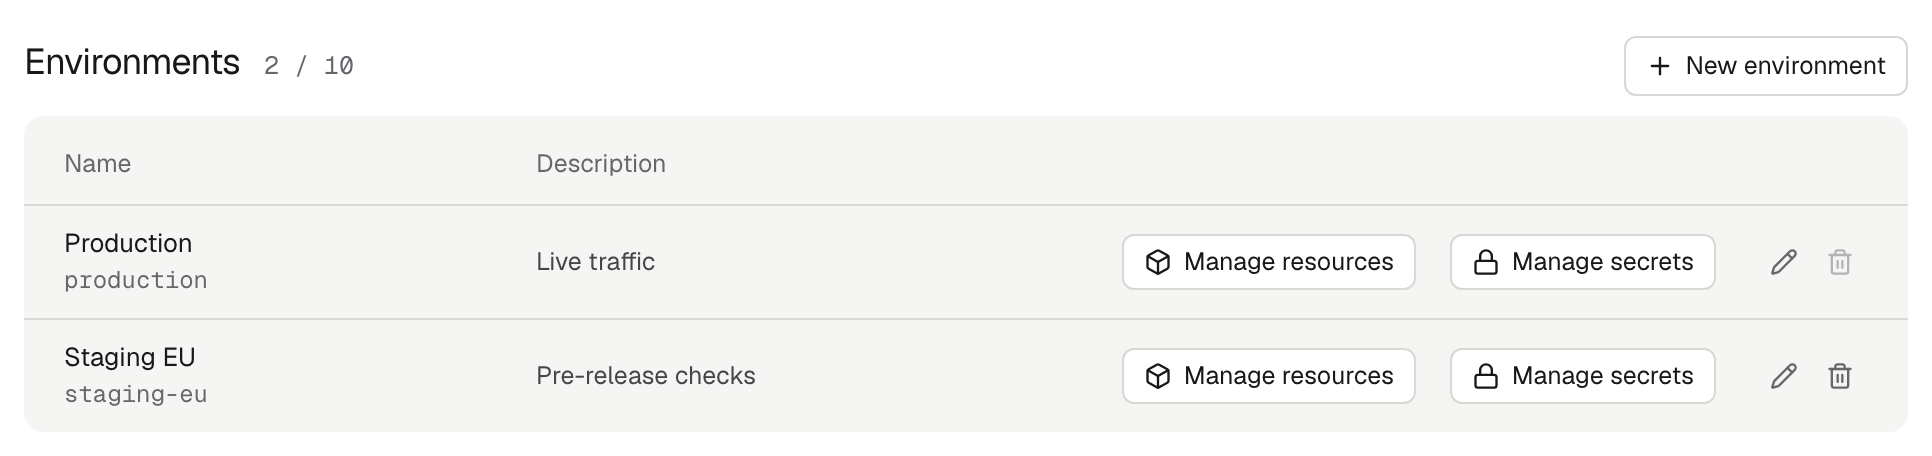 Environments 2 / 10
New environment
Name Description
Production
production
Live traffic
Manage resources
Manage secrets
Staging EU
staging-eu
Pre-release checks
Manage resources
Manage secrets